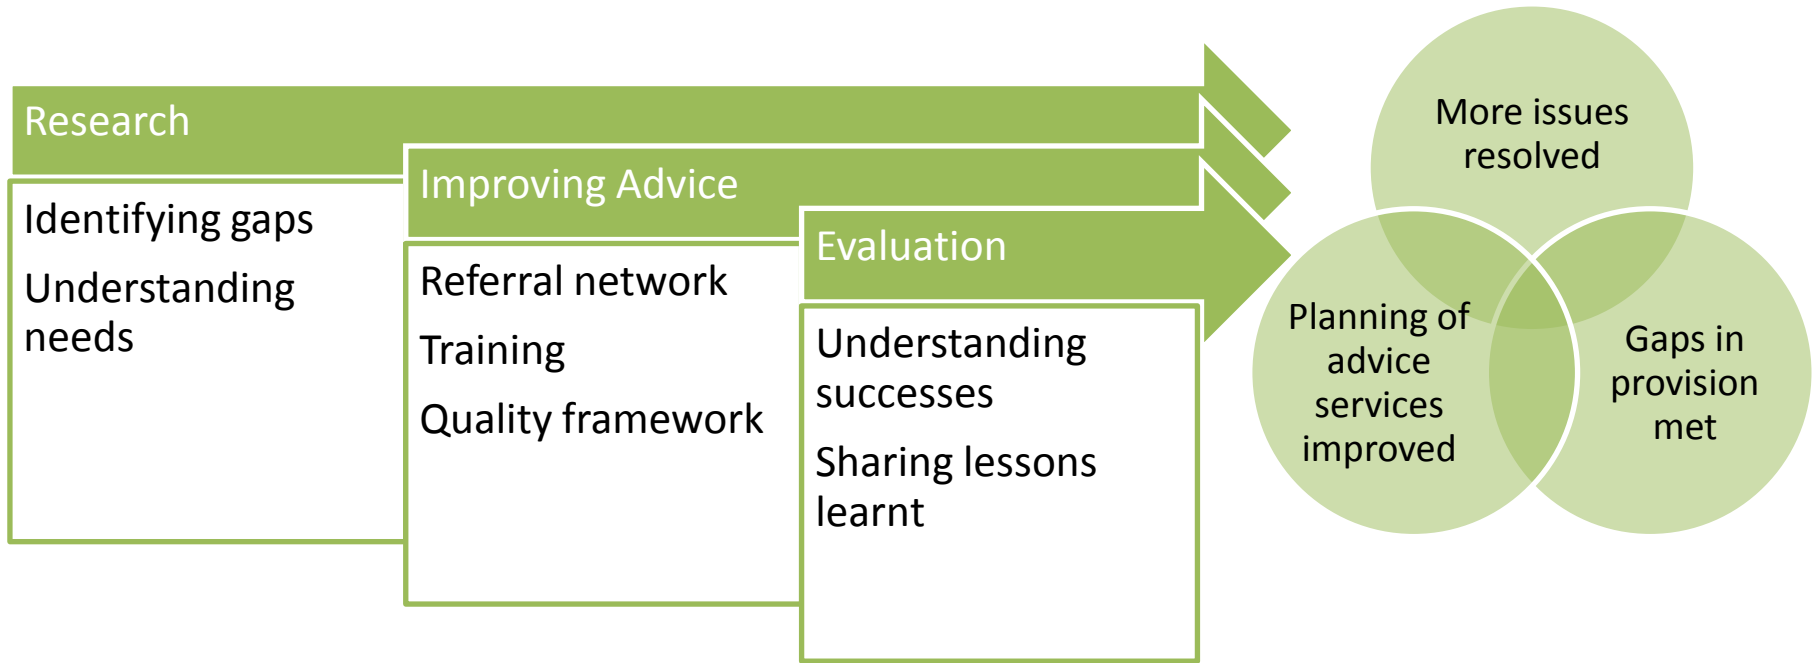 Research
Identifying gaps
Understanding
needs
Improving Advice
Referral network
Training
Quality framework
Evaluation
Understanding
successes
Sharing lessons
learnt
More issues
resolved
Planning of
advice
services
improved
Gaps in
provision
met